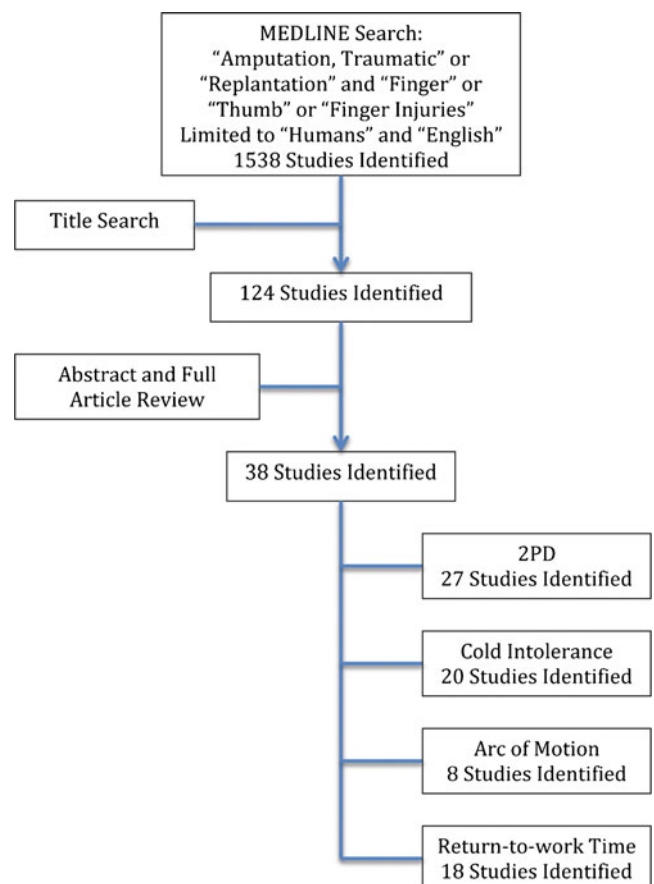 MEDLINE Search:
“Amputation, Traumatic” or
“Replantation” and “Finger” or
“Thumb” or “Finger Injuries”
Limited to “Humans” and “English”
1538 Studies Identified
Title Search
124 Studies Identified
Abstract and Full
Article Review
38 Studies Identified
2PD
27 Studies Identified
Cold Intolerance
20 Studies Identified
Arc of Motion
8 Studies Identified
Return-to-work Time
18 Studies Identified